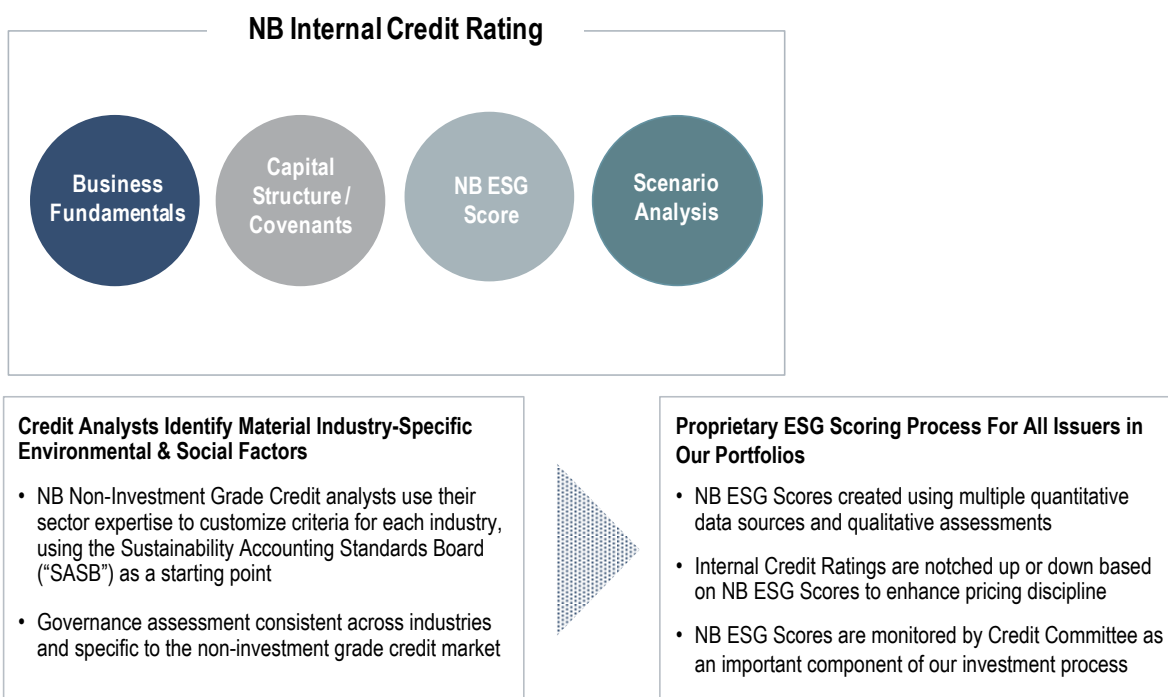 NB Internal Credit Rating
Business
Fundamentals
Capital
Structure /
Covenants
NB ESG
Score
Scenario
Analysis
Credit Analysts Identify Material Industry-Specific
Environmental & Social Factors
• NB Non-Investment Grade Credit analysts use their
sector expertise to customize criteria for each industry,
using the Sustainability Accounting Standards Board
(“SASB”) as a starting point
• Governance assessment consistent across industries
and specific to the non-investment grade credit market
Proprietary ESG Scoring Process For All Issuers in
Our Portfolios
• NB ESG Scores created using multiple quantitative
data sources and qualitative assessments
• Internal Credit Ratings are notched up or down based
on NB ESG Scores to enhance pricing discipline
• NB ESG Scores are monitored by Credit Committee as
an important component of our investment process